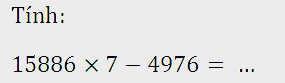 Tính:
15886 × 7 − 4976 = ...